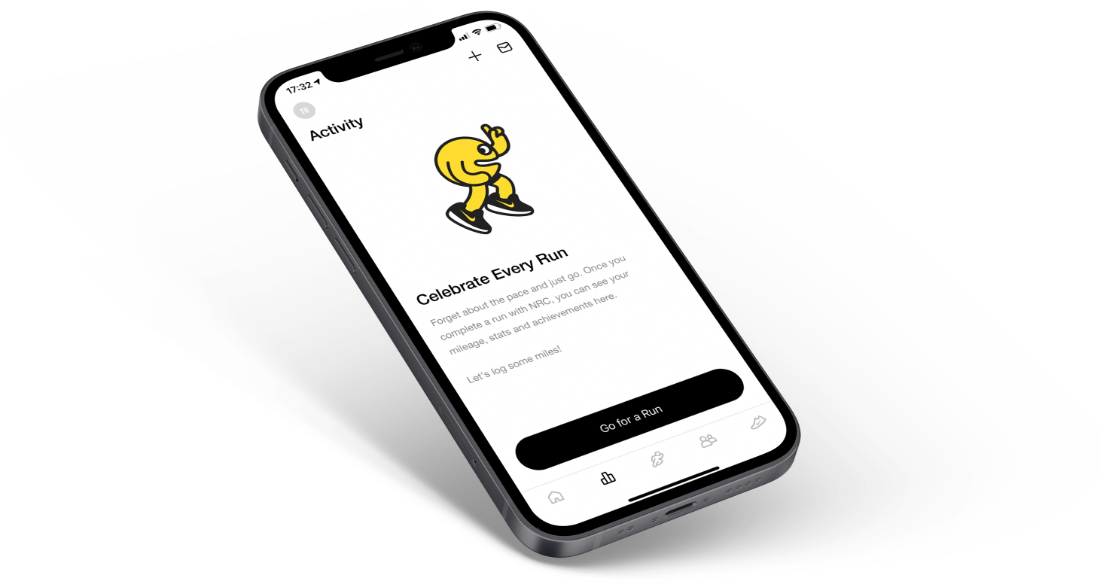 17:32
Activity
Celebrate Every Run
Forget about the pace and just go. Once you
complete a run with NRC, you can see your
mileage, stats and achievements here.
Let's log some miles!
Go for a Run